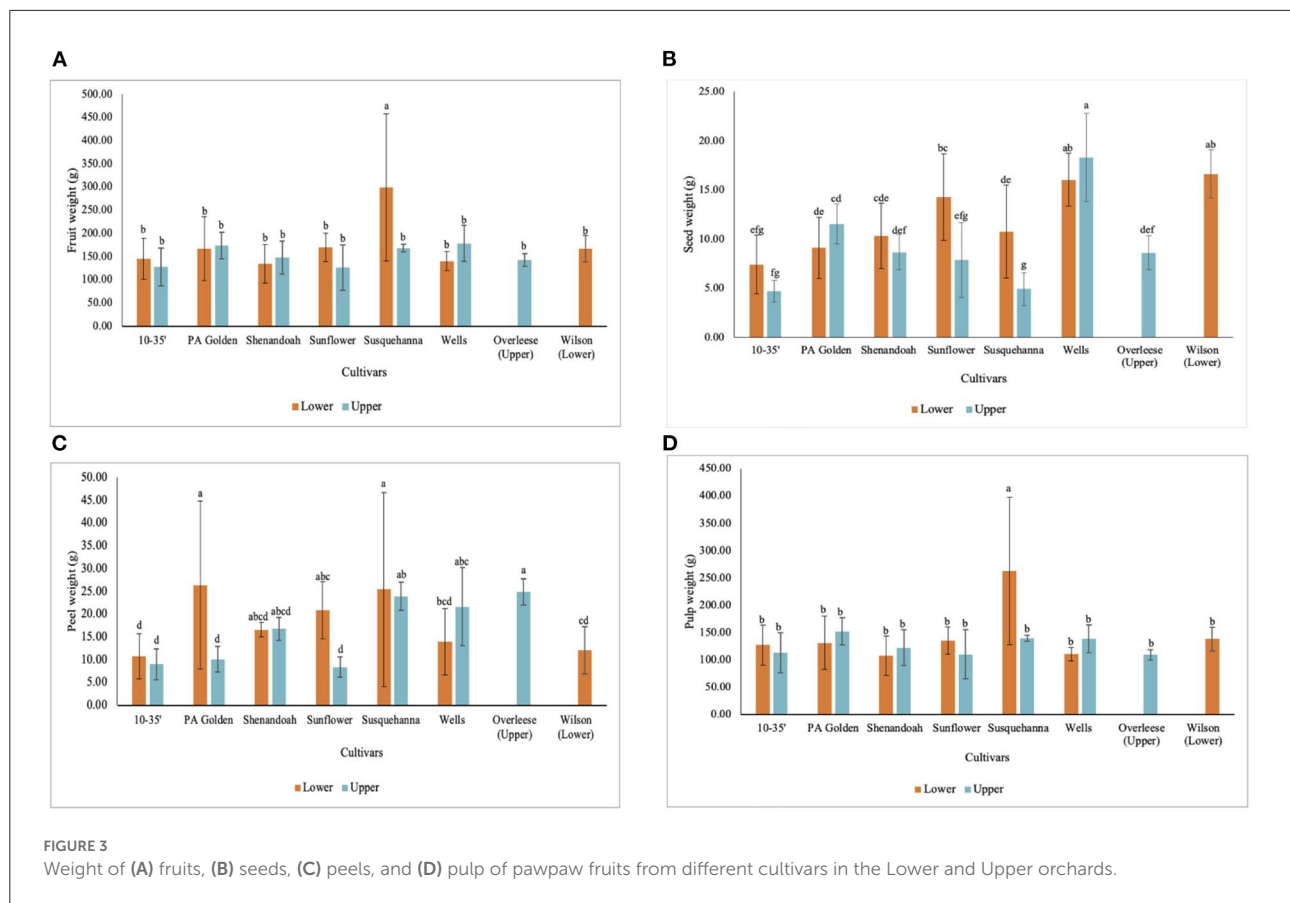 A
500.00
450.00
400.00
350.00
300.00
250.00
200.00
150.00
100.00
50.00
0.00
Fruit weight (g)
b b b b b b b b a b b b b b
10-35' PA Golden Shenandoah Sunflower Susquehanna Wells Overleese (Upper) Wilson (Lower)
Cultivars
Lower Upper
B
25.00
20.00
15.00
10.00
5.00
0.00
Seed weight (g)
efg fg de cd cde def bc efg de g ab a def ab
10-35' PA Golden Shenandoah Sunflower Susquehanna Wells Overleese (Upper) Wilson (Lower)
Cultivars
Lower Upper
C
50.00
45.00
40.00
35.00
30.00
25.00
20.00
15.00
10.00
5.00
0.00
Peel weight (g)
d d a d abcd abcd abc d a ab bcd abc a cd
10-35' PA Golden Shenandoah Sunflower Susquehanna Wells Overleese (Upper) Wilson (Lower)
Cultivars
Lower Upper
D
450.00
400.00
350.00
300.00
250.00
200.00
150.00
100.00
50.00
0.00
Pulp weight (g)
b b b b b b b b a b b b b b
10-35' PA Golden Shenandoah Sunflower Susquehanna Wells Overleese (Upper) Wilson (Lower)
Cultivars
Lower Upper
FIGURE 3
Weight of (A) fruits, (B) seeds, (C) peels, and (D) pulp of pawpaw fruits from different cultivars in the Lower and Upper orchards.